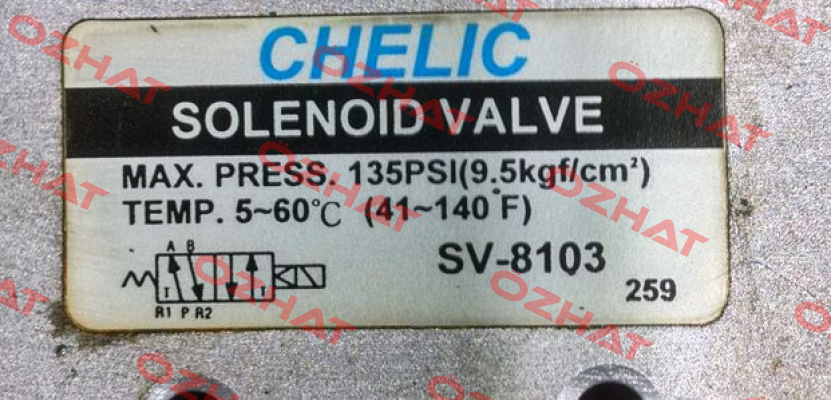 CHELIC
SOLENOID VALVE
MAX. PRESS. 135PSI(9.5kgf/cm²)
TEMP. 5~60°C (41~140°F)
A B
SV-8103
T T
R1 P R2
259
OZHAT
OZHAT
OZHAT
OZHAT
OZHAT
OZHAT
OZHAT
OZHAT